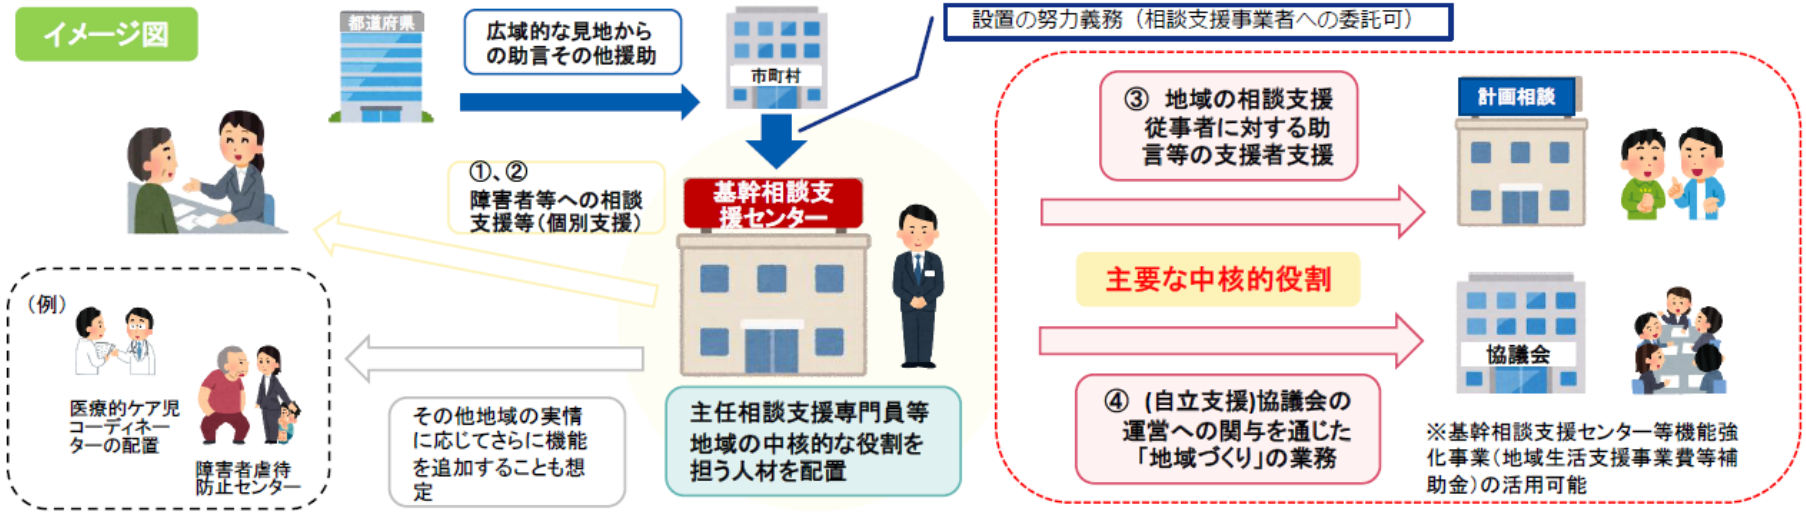 イメージ図
都道府県
広域的な見地から
の助言その他援助
市町村
設置の努力義務（相談支援事業者への委託可）
①、②
障害者等への相談
支援等(個別支援)
基幹相談支
援センター
③ 地域の相談支援
従事者に対する助
言等の支援者支援
計画相談
主要な中核的役割
（例）
医療的ケア児
コーディネー
ターの配置
障害者虐待
防止センター
その他地域の実情
に応じてさらに機能
を追加することも想
定
主任相談支援専門員等
地域の中核的な役割を
担う人材を配置
④ (自立支援)協議会の
運営への関与を通じた
「地域づくり」の業務
協議会
※基幹相談支援センター等機能強
化事業（地域生活支援事業費等補
助金）の活用可能